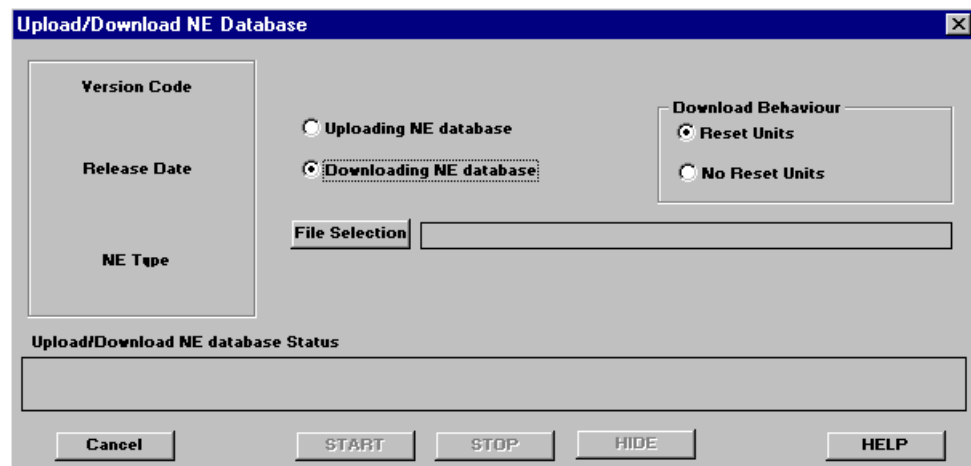 Upload/Download NE Database
Version Code
Release Date
NE Type
Uploading NE database
Downloading NE database
Download Behaviour
Reset Units
No Reset Units
File Selection
Upload/Download NE database Status
Cancel
START
STOP
HIDE
HELP